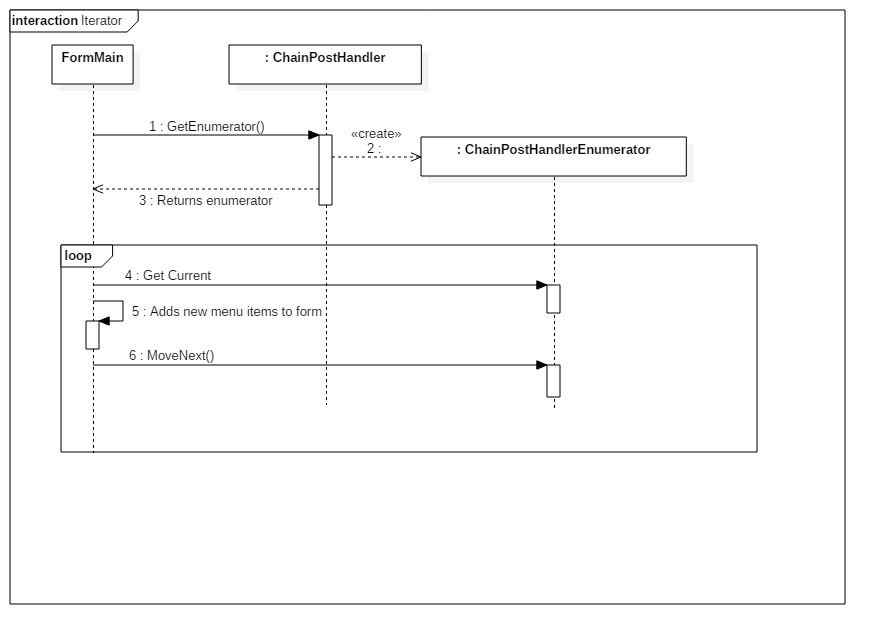 interaction Iterator
FormMain
: ChainPostHandler
1 : GetEnumerator()
«create»
2 :
: ChainPostHandlerEnumerator
3 : Returns enumerator
loop
4 : Get Current
5 : Adds new menu items to form
6 : MoveNext()